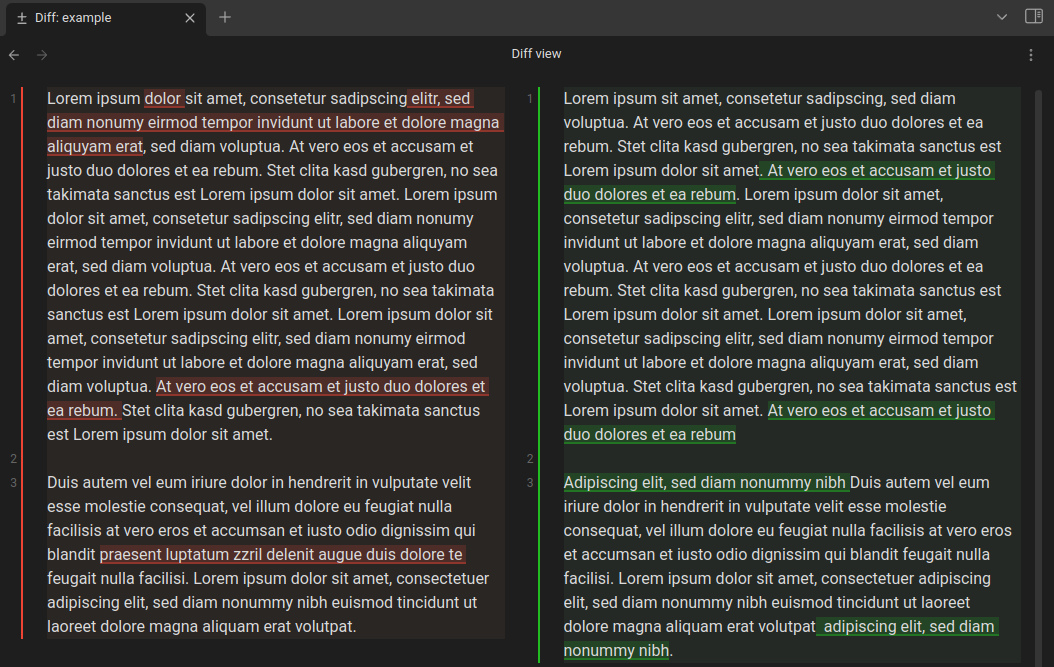 Diff: example
Diff view
1
Lorem ipsum dolor sit amet, consetetur sadipscing elitr, sed
diam nonumy eirmod tempor invidunt ut labore et dolore magna
aliquyam erat, sed diam voluptua. At vero eos et accusam et
justo duo dolores et ea rebum. Stet clita kasd gubergren, no sea
takimata sanctus est Lorem ipsum dolor sit amet. Lorem ipsum
dolor sit amet, consetetur sadipscing elitr, sed diam nonumy
eirmod tempor invidunt ut labore et dolore magna aliquyam
erat, sed diam voluptua. At vero eos et accusam et justo duo
dolores et ea rebum. Stet clita kasd gubergren, no sea takimata
sanctus est Lorem ipsum dolor sit amet. Lorem ipsum dolor sit
amet, consetetur sadipscing elitr, sed diam nonumy eirmod
tempor invidunt ut labore et dolore magna aliquyam erat, sed
diam voluptua. At vero eos et accusam et justo duo dolores et
ea rebum. Stet clita kasd gubergren, no sea takimata sanctus
est Lorem ipsum dolor sit amet.
2
3
Duis autem vel eum iriure dolor in hendrerit in vulputate velit
esse molestie consequat, vel illum dolore eu feugiat nulla
facilisis at vero eros et accumsan et iusto odio dignissim qui
blandit praesent luptatum zzril delenit augue duis dolore te
feugait nulla facilisi. Lorem ipsum dolor sit amet, consectetuer
adipiscing elit, sed diam nonummy nibh euismod tincidunt ut
laoreet dolore magna aliquam erat volutpat.
1
Lorem ipsum sit amet, consetetur sadipscing, sed diam
voluptua. At vero eos et accusam et justo duo dolores et ea
rebum. Stet clita kasd gubergren, no sea takimata sanctus est
Lorem ipsum dolor sit amet. At vero eos et accusam et justo
duo dolores et ea rebum. Lorem ipsum dolor sit amet,
consetetur sadipscing elitr, sed diam nonumy eirmod tempor
invidunt ut labore et dolore magna aliquyam erat, sed diam
voluptua. At vero eos et accusam et justo duo dolores et ea
rebum. Stet clita kasd gubergren, no sea takimata sanctus est
Lorem ipsum dolor sit amet. Lorem ipsum dolor sit amet,
consetetur sadipscing elitr, sed diam nonumy eirmod tempor
invidunt ut labore et dolore magna aliquyam erat, sed diam
voluptua. Stet clita kasd gubergren, no sea takimata sanctus est
Lorem ipsum dolor sit amet. At vero eos et accusam et justo
duo dolores et ea rebum
2
3
Adipiscing elit, sed diam nonummy nibh Duis autem vel eum
iriure dolor in hendrerit in vulputate velit esse molestie
consequat, vel illum dolore eu feugiat nulla facilisis at vero eros
et accumsan et iusto odio dignissim qui blandit feugait nulla
facilisi. Lorem ipsum dolor sit amet, consectetuer adipiscing
elit, sed diam nonummy nibh euismod tincidunt ut laoreet
dolore magna aliquam erat volutpat  adipiscing elit, sed diam
nonummy nibh.